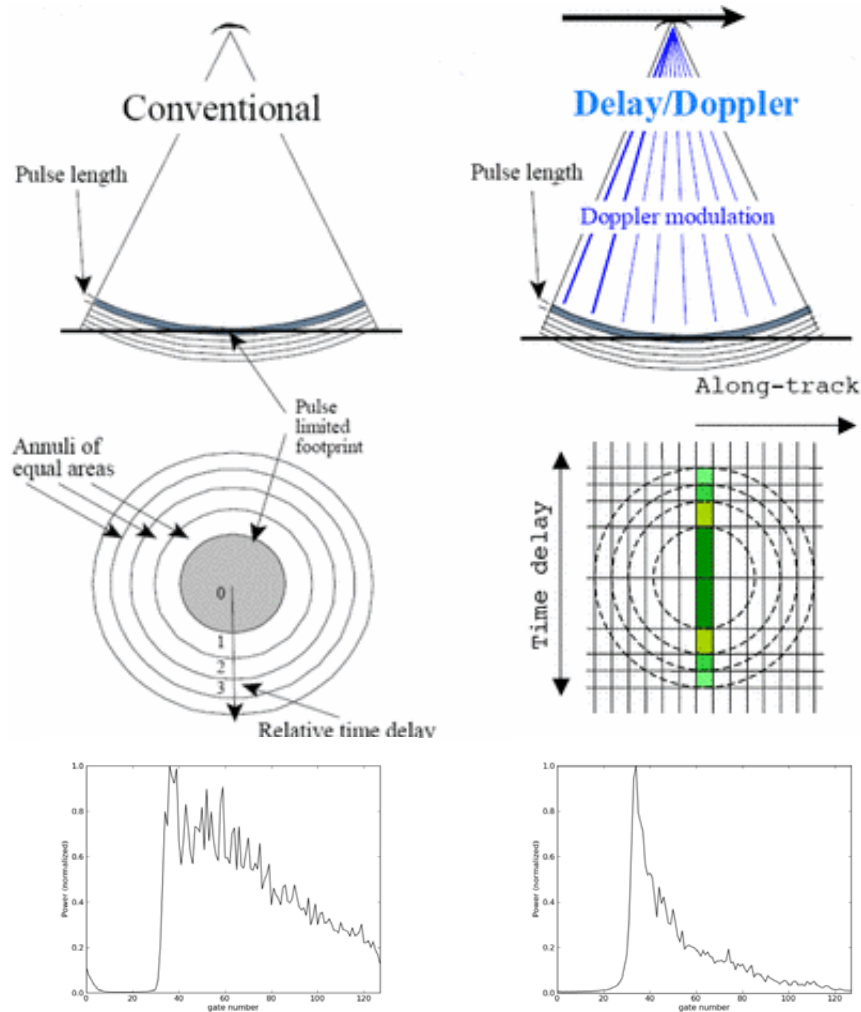 Conventional
Pulse length
Pulse
limited
footprint
Annuli of
equal areas
0
1
2
3
Relative time delay
Delay/Doppler
Pulse length
Doppler modulation
Along-track
Time delay
1.0
0.8
0.6
0.4
0.2
0.0
Power (normalized)
0
20
40
60
80
100
120
gate number
1.0
0.8
0.6
0.4
0.2
0.0
Power (normalized)
0
20
40
60
80
100
120
gate number